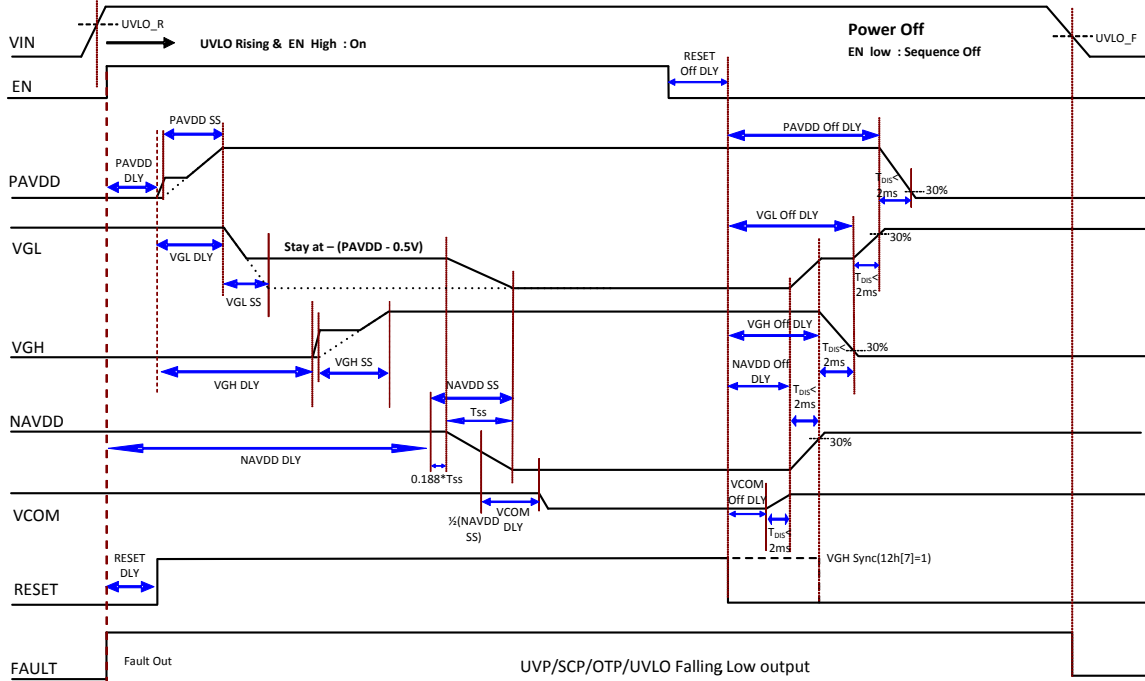 UVLO_R
VIN
UVLO Rising & EN High : On
Power Off
EN low : Sequence Off
UVLO_F
EN
RESET
Off DLY
PAVDD SS
PAVDD
DLY
PAVDD
PAVDD Off DLY
T_DIS<
2ms
30%
VGL
VGL DLY
VGL SS
Stay at – (PAVDD - 0.5V)
VGL Off DLY
30%
T_DIS<
2ms
VGH
VGH DLY
VGH SS
VGH Off DLY
T_DIS<
2ms
30%
NAVDD
NAVDD SS
Tss
NAVDD Off
DLY
T_DIS<
2ms
30%
NAVDD DLY
0.188*Tss
VCOM
½(NAVDD
SS)
VCOM
DLY
VCOM
Off DLY
T_DIS<
2ms
RESET
RESET
DLY
VGH Sync(12h[7]=1)
FAULT
Fault Out
UVP/SCP/OTP/UVLO Falling Low output